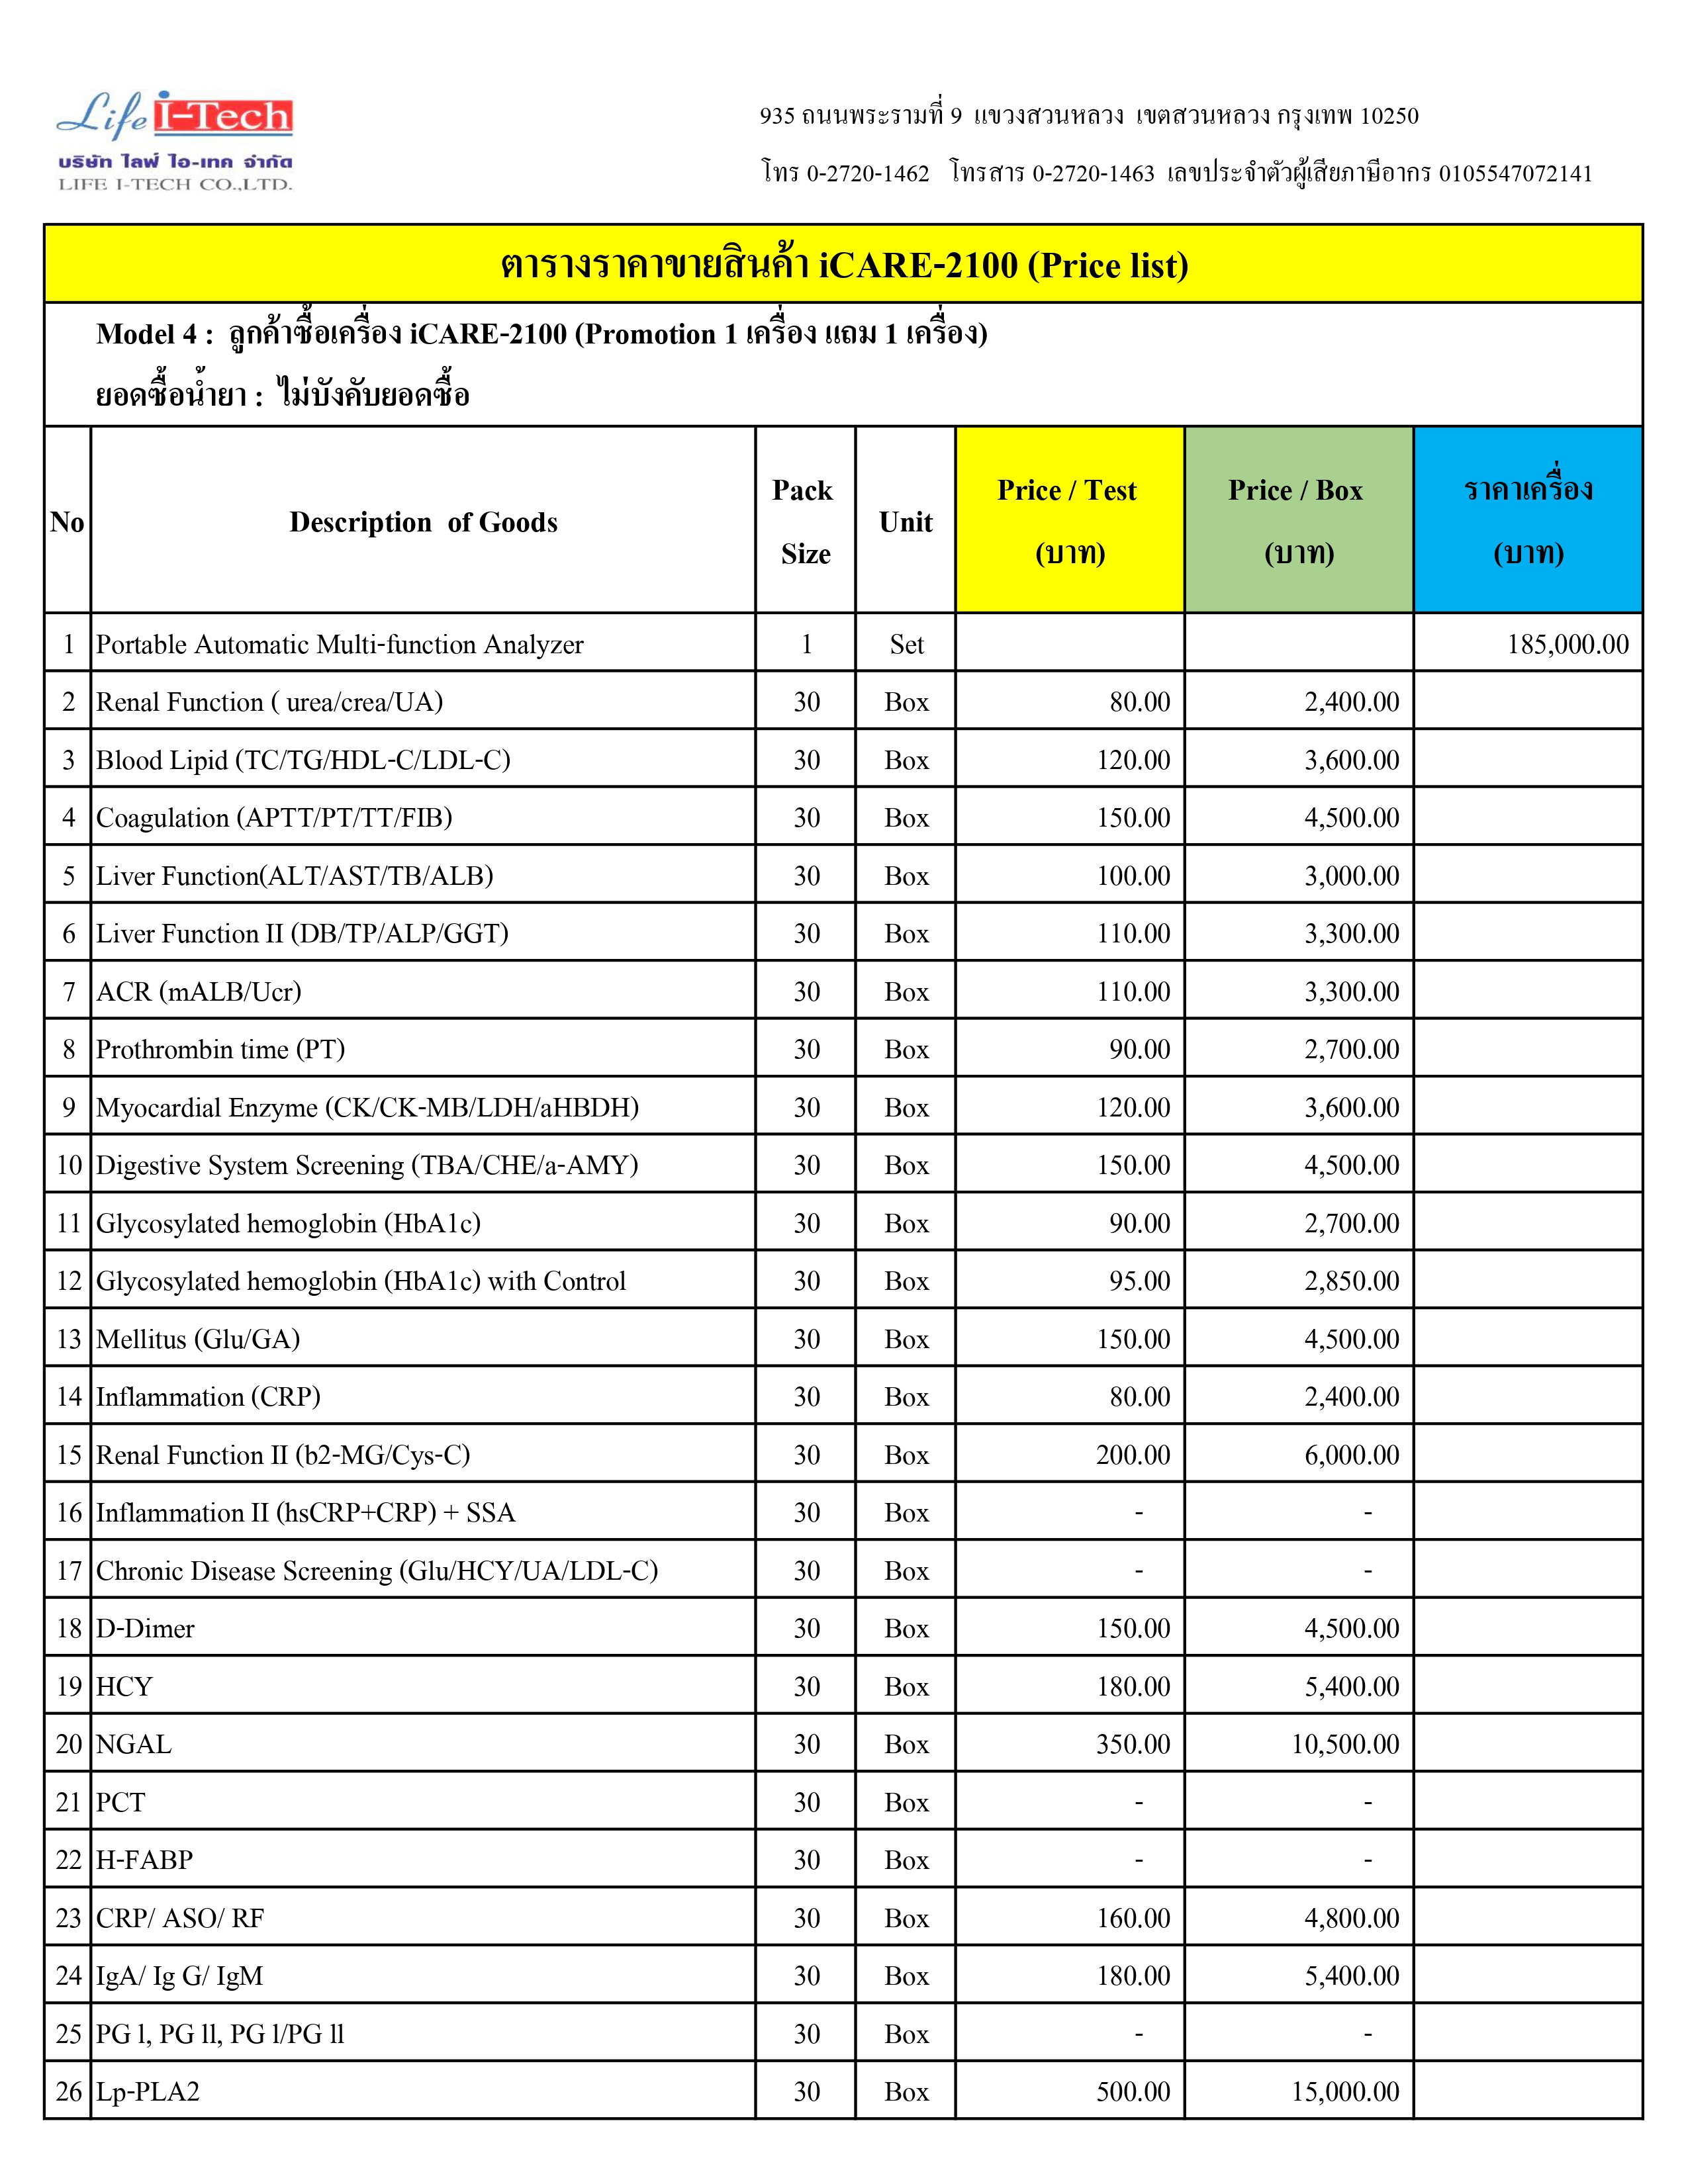 Life I-Tech
บริษัท ไลฟ์ ไอ-เทค จำกัด
LIFE I-TECH CO.,LTD.
935 ถนนพระรามที่ 9 แขวงสวนหลวง เขตสวนหลวง กรุงเทพ 10250
โทร 0-2720-1462 โทรสาร 0-2720-1463 เลขประจำตัวผู้เสียภาษีอากร 0105547072141
ตารางราคาขายสินค้า iCARE-2100 (Price list)
Model 4 : ลูกค้าซื้อเครื่อง iCARE-2100 (Promotion 1 เครื่อง แถม 1 เครื่อง)
ยอดซื้อน้ำยา : ไม่บังคับยอดซื้อ
No Description of Goods Pack Size Unit Price / Test (บาท) Price / Box (บาท) ราคาเครื่อง (บาท)
1 Portable Automatic Multi-function Analyzer 1 Set 185,000.00
2 Renal Function ( urea/crea/UA) 30 Box 80.00 2,400.00
3 Blood Lipid (TC/TG/HDL-C/LDL-C) 30 Box 120.00 3,600.00
4 Coagulation (APTT/PT/TT/FIB) 30 Box 150.00 4,500.00
5 Liver Function(ALT/AST/TB/ALB) 30 Box 100.00 3,000.00
6 Liver Function II (DB/TP/ALP/GGT) 30 Box 110.00 3,300.00
7 ACR (mALB/Ucr) 30 Box 110.00 3,300.00
8 Prothrombin time (PT) 30 Box 90.00 2,700.00
9 Myocardial Enzyme (CK/CK-MB/LDH/aHBDH) 30 Box 120.00 3,600.00
10 Digestive System Screening (TBA/CHE/a-AMY) 30 Box 150.00 4,500.00
11 Glycosylated hemoglobin (HbA1c) 30 Box 90.00 2,700.00
12 Glycosylated hemoglobin (HbA1c) with Control 30 Box 95.00 2,850.00
13 Mellitus (Glu/GA) 30 Box 150.00 4,500.00
14 Inflammation (CRP) 30 Box 80.00 2,400.00
15 Renal Function II (b2-MG/Cys-C) 30 Box 200.00 6,000.00
16 Inflammation II (hsCRP+CRP) + SSA 30 Box - -
17 Chronic Disease Screening (Glu/HCY/UA/LDL-C) 30 Box - -
18 D-Dimer 30 Box 150.00 4,500.00
19 HCY 30 Box 180.00 5,400.00
20 NGAL 30 Box 350.00 10,500.00
21 PCT 30 Box - -
22 H-FABP 30 Box - -
23 CRP/ ASO/ RF 30 Box 160.00 4,800.00
24 IgA/ Ig G/ IgM 30 Box 180.00 5,400.00
25 PG l, PG ll, PG l/PG ll 30 Box - -
26 Lp-PLA2 30 Box 500.00 15,000.00